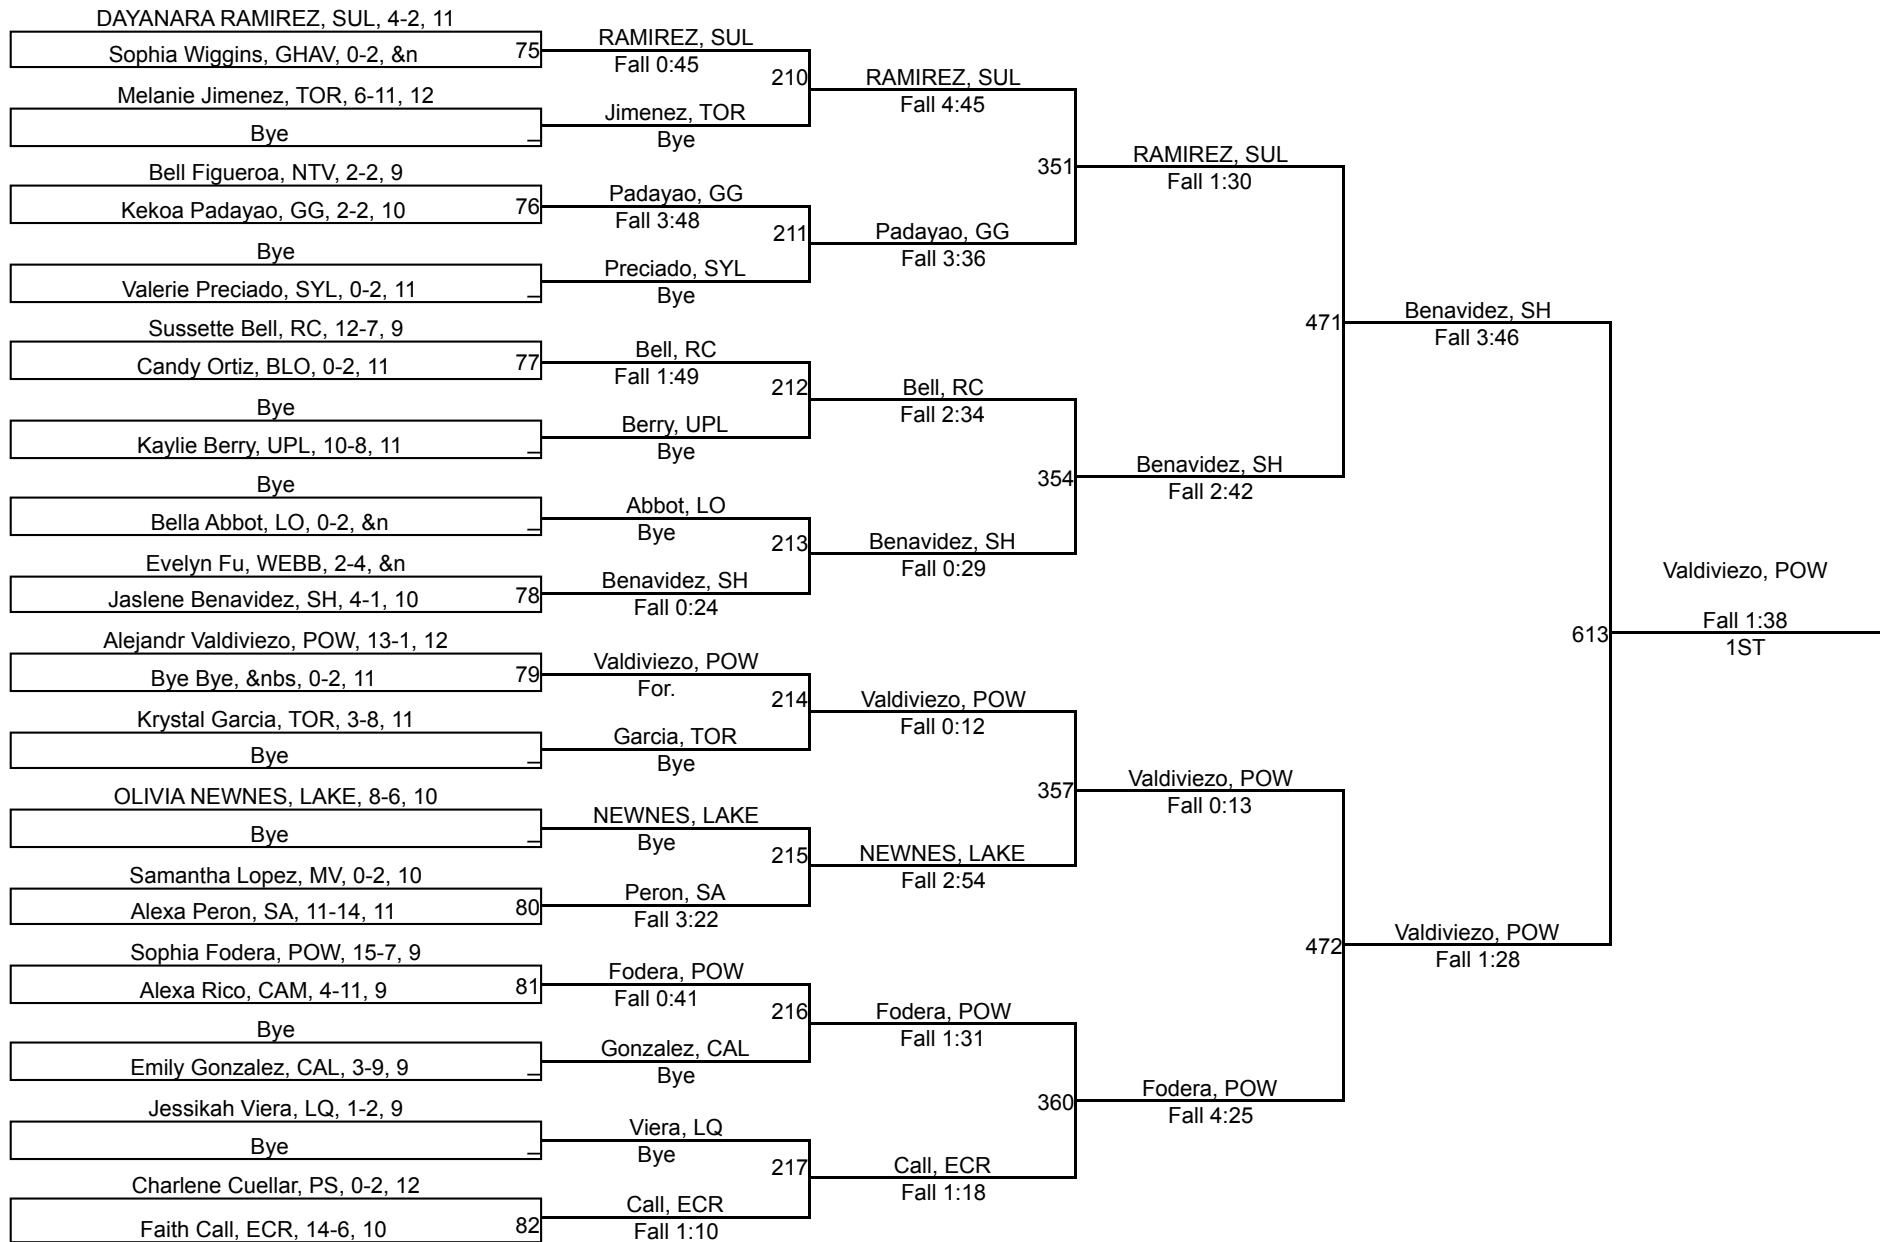 DAYANARA RAMIREZ, SUL, 4-2, 11
Sophia Wiggins, GHAV, 0-2, &n
75
Melanie Jimenez, TOR, 6-11, 12
Bye
_
Bell Figueroa, NTV, 2-2, 9
Kekoa Padayao, GG, 2-2, 10
76
Bye
Valerie Preciado, SYL, 0-2, 11
_
Sussette Bell, RC, 12-7, 9
Candy Ortiz, BLO, 0-2, 11
77
Bye
Kaylie Berry, UPL, 10-8, 11
_
Bye
Bella Abbot, LO, 0-2, &n
_
Evelyn Fu, WEBB, 2-4, &n
Jaslene Benavidez, SH, 4-1, 10
78
Alejandr Valdiviezo, POW, 13-1, 12
Bye Bye, &nbs, 0-2, 11
79
Krystal Garcia, TOR, 3-8, 11
Bye
_
OLIVIA NEWNES, LAKE, 8-6, 10
Bye
_
Samantha Lopez, MV, 0-2, 10
Alexa Peron, SA, 11-14, 11
80
Sophia Fodera, POW, 15-7, 9
Alexa Rico, CAM, 4-11, 9
81
Bye
Emily Gonzalez, CAL, 3-9, 9
_
Jessikah Viera, LQ, 1-2, 9
Bye
_
Charlene Cuellar, PS, 0-2, 12
Faith Call, ECR, 14-6, 10
82
RAMIREZ, SUL
Fall 0:45
210
Jimenez, TOR
Bye
Padayao, GG
Fall 3:48
211
Preciado, SYL
Bye
Bell, RC
Fall 1:49
212
Berry, UPL
Bye
Abbot, LO
Bye
213
Benavidez, SH
Fall 0:24
Valdiviezo, POW
For.
214
Garcia, TOR
Bye
NEWNES, LAKE
Bye
215
Peron, SA
Fall 3:22
Fodera, POW
Fall 0:41
216
Gonzalez, CAL
Bye
Viera, LQ
Bye
217
Call, ECR
Fall 1:10
RAMIREZ, SUL
Fall 4:45
351
Padayao, GG
Fall 3:36
Bell, RC
Fall 2:34
354
Benavidez, SH
Fall 0:29
Valdiviezo, POW
Fall 0:12
357
NEWNES, LAKE
Fall 2:54
Fodera, POW
Fall 1:31
360
Call, ECR
Fall 1:18
RAMIREZ, SUL
Fall 1:30
471
Benavidez, SH
Fall 2:42
Valdiviezo, POW
Fall 0:13
472
Fodera, POW
Fall 4:25
Benavidez, SH
Fall 3:46
613
Valdiviezo, POW
Fall 1:28
Valdiviezo, POW
Fall 1:38
1ST